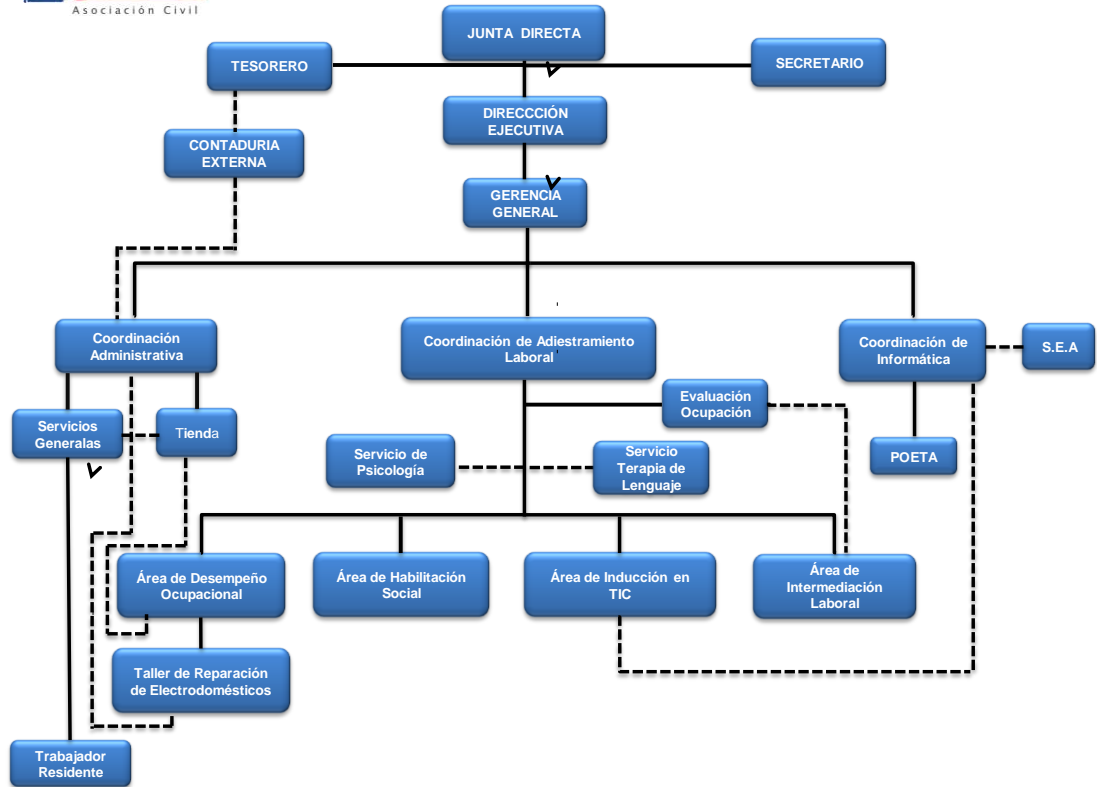 Asociación Civil
JUNTA DIRECTA
TESORERO
SECRETARIO
DIRECCCIÓN
EJECUTIVA
CONTADURIA
EXTERNA
GERENCIA
GENERAL
Coordinación
Administrativa
Coordinación de Adiestramiento
Laboral
Coordinación de
Informática
S.E.A
Evaluación
Ocupación
Servicios
Generalas
Tienda
Servicio de
Psicología
Servicio
Terapia de
Lenguaje
POETA
Área de Desempeño
Ocupacional
Área de Habilitación
Social
Área de Inducción en
TIC
Área de
Intermediación
Laboral
Taller de Reparación
de Electrodomésticos
Trabajador
Residente